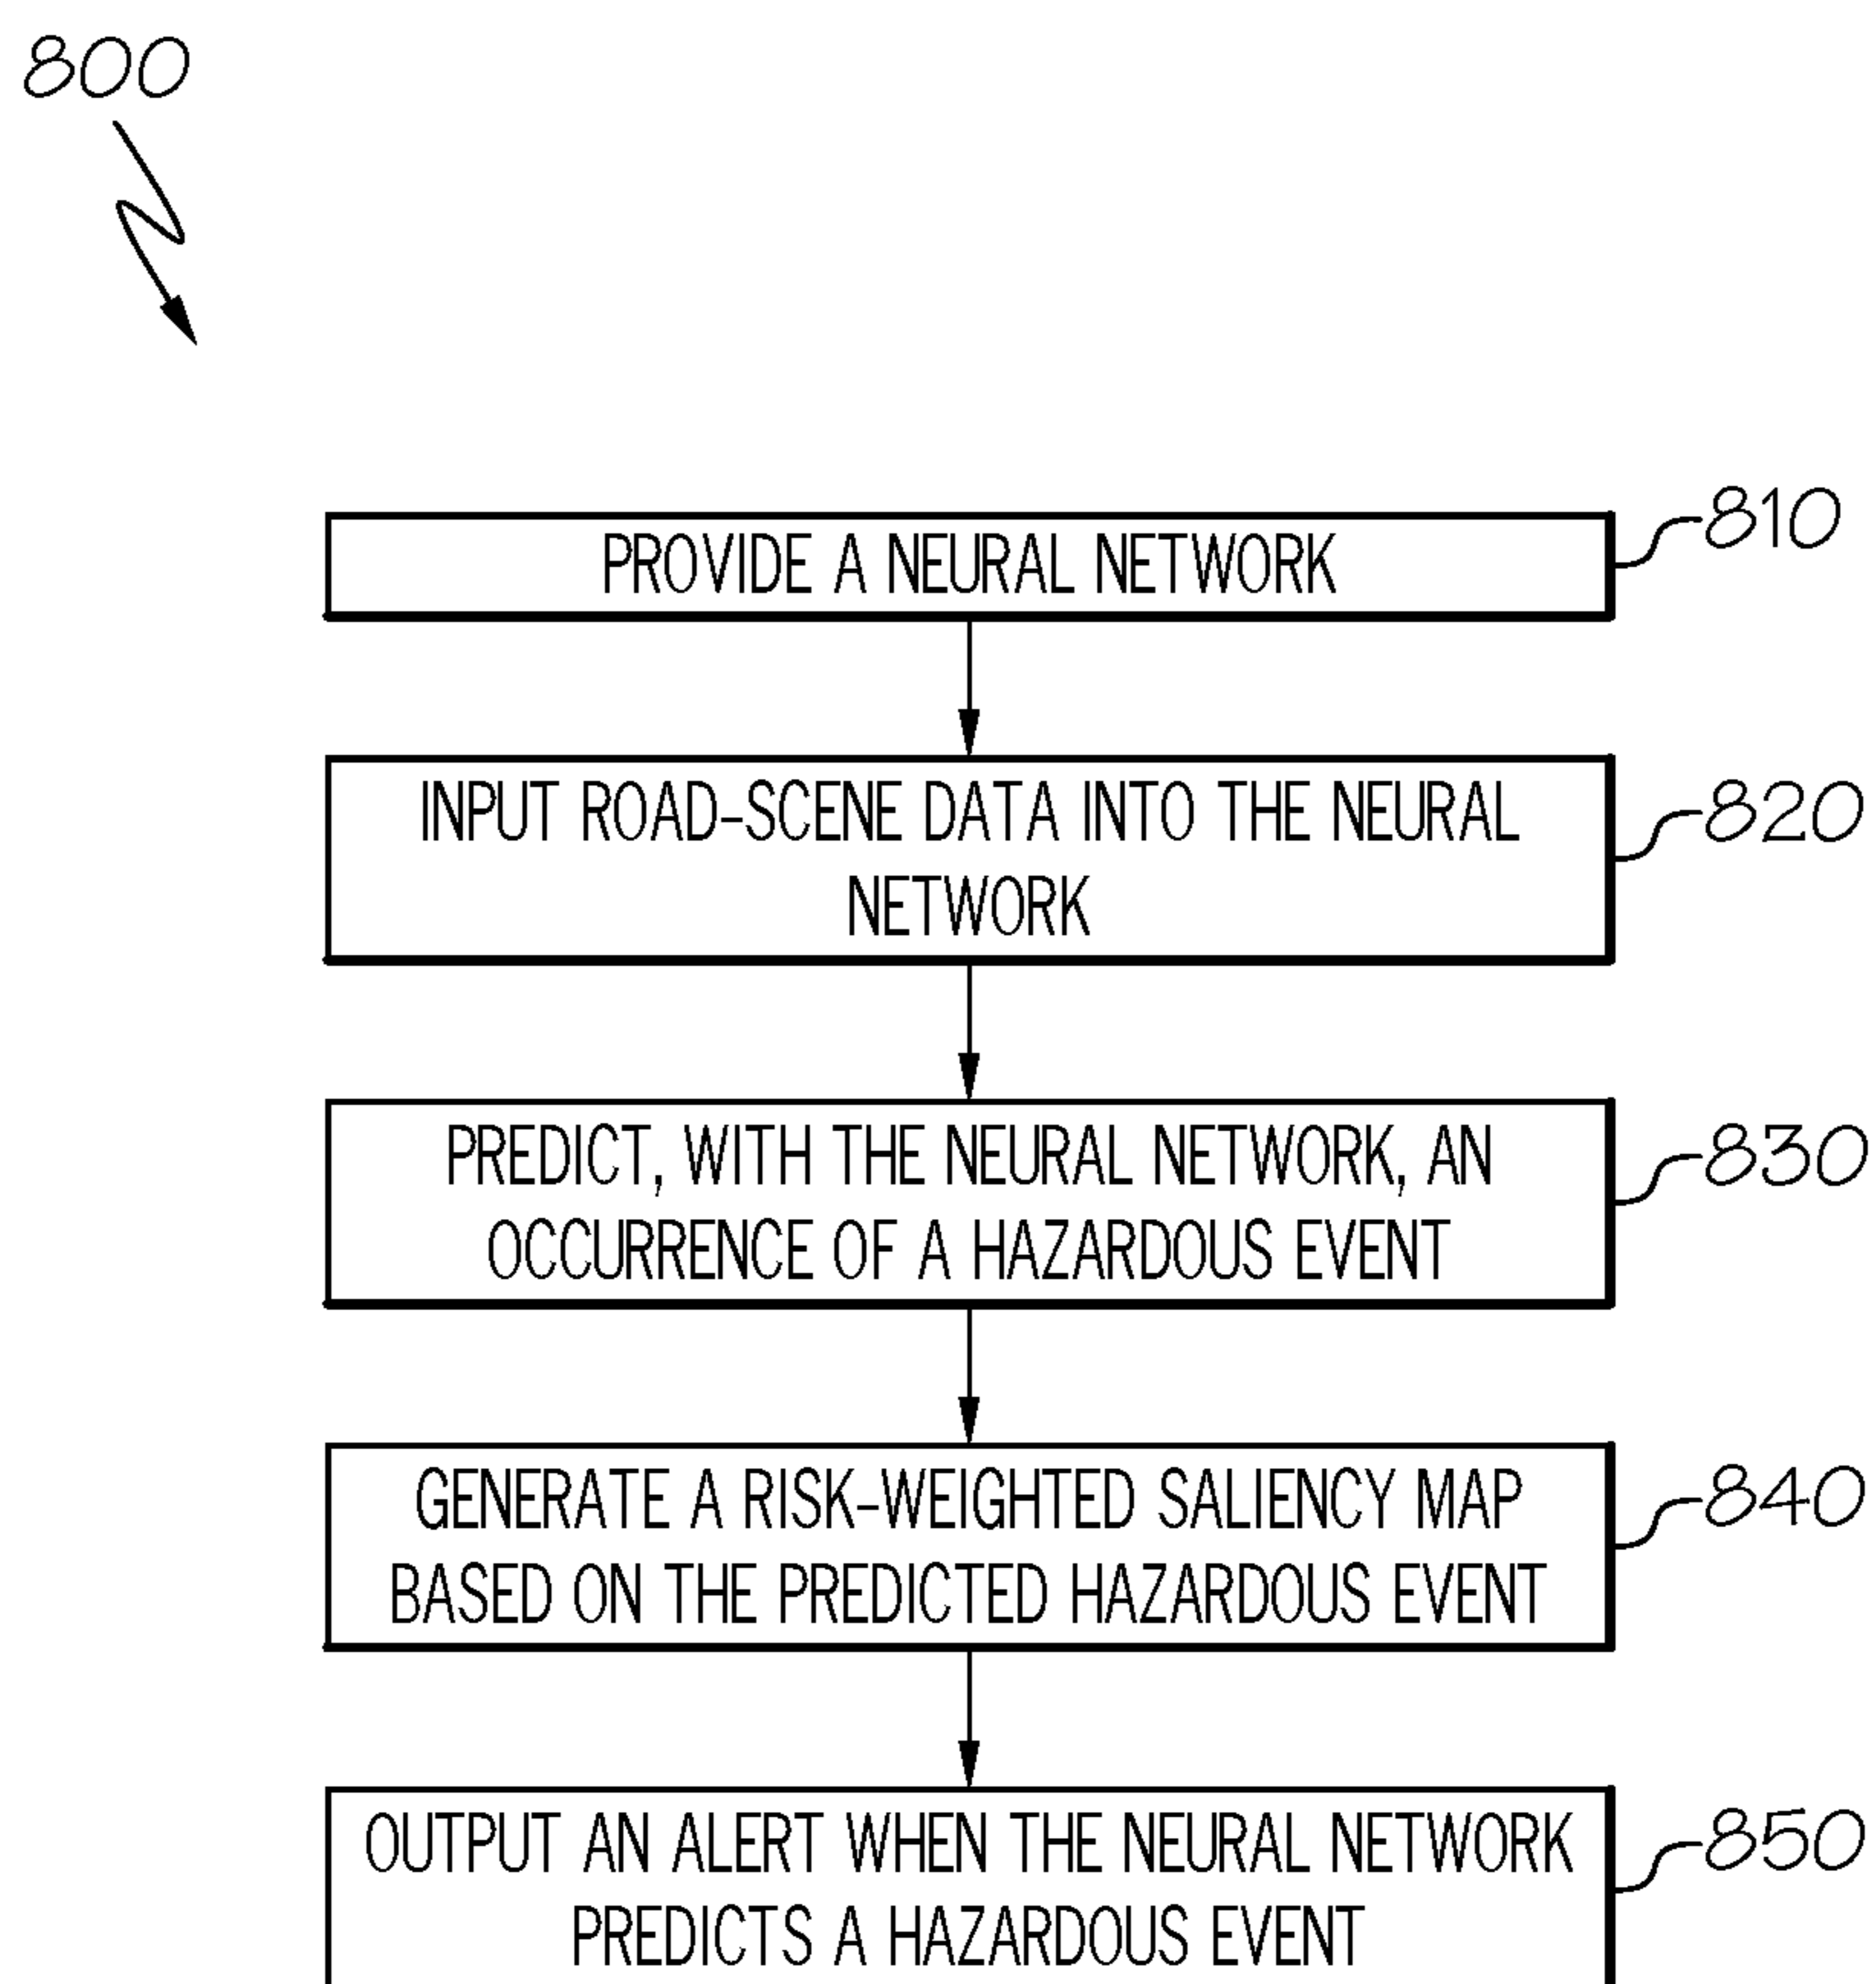 800
PROVIDE A NEURAL NETWORK
810
INPUT ROAD-SCENE DATA INTO THE NEURAL
NETWORK
820
PREDICT, WITH THE NEURAL NETWORK, AN
OCCURRENCE OF A HAZARDOUS EVENT
830
GENERATE A RISK-WEIGHTED SALIENCY MAP
BASED ON THE PREDICTED HAZARDOUS EVENT
840
OUTPUT AN ALERT WHEN THE NEURAL NETWORK
PREDICTS A HAZARDOUS EVENT
850